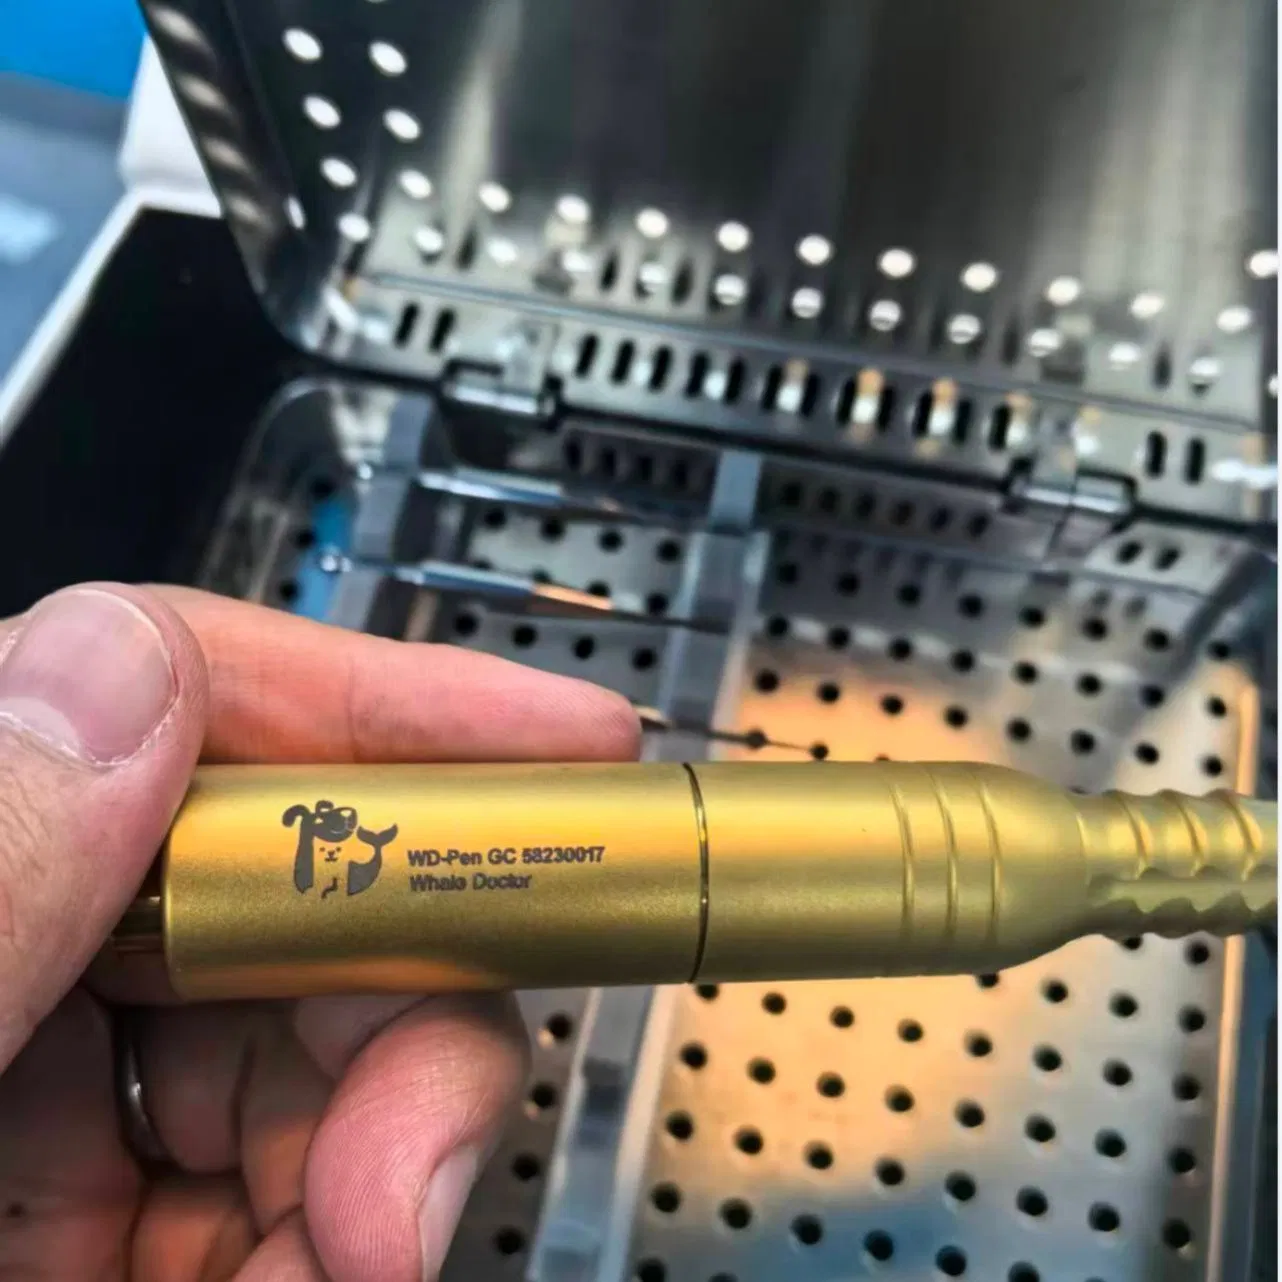 WD-Pen GC 58230017
Whale Doctor